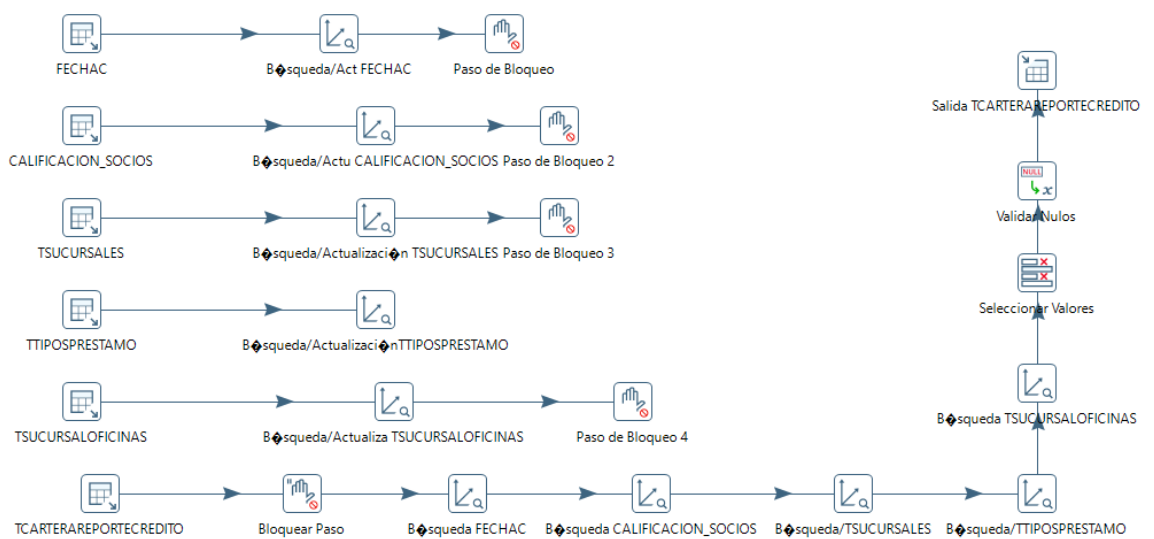 FECHAC
B�squeda/Act FECHAC
Paso de Bloqueo
Salida TCARTERAREPORTECREDITO
CALIFICACION_SOCIOS
B�squeda/Actu CALIFICACION_SOCIOS
Paso de Bloqueo 2
NULL
x
Validar Nulos
TSUCURSALES
B�squeda/Actualizaci�n TSUCURSALES
Paso de Bloqueo 3
Seleccionar Valores
TTIPOSPRESTAMO
B�squeda/Actualizaci�nTTIPOSPRESTAMO
TSUCURSALOFICINAS
B�squeda/Actualiza TSUCURSALOFICINAS
Paso de Bloqueo 4
B�squeda TSUCURSALOFICINAS
TCARTERAREPORTECREDITO
Bloquear Paso
B�squeda FECHAC
B�squeda CALIFICACION_SOCIOS
B�squeda/TSUCURSALES
B�squeda/TTIPOSPRESTAMO